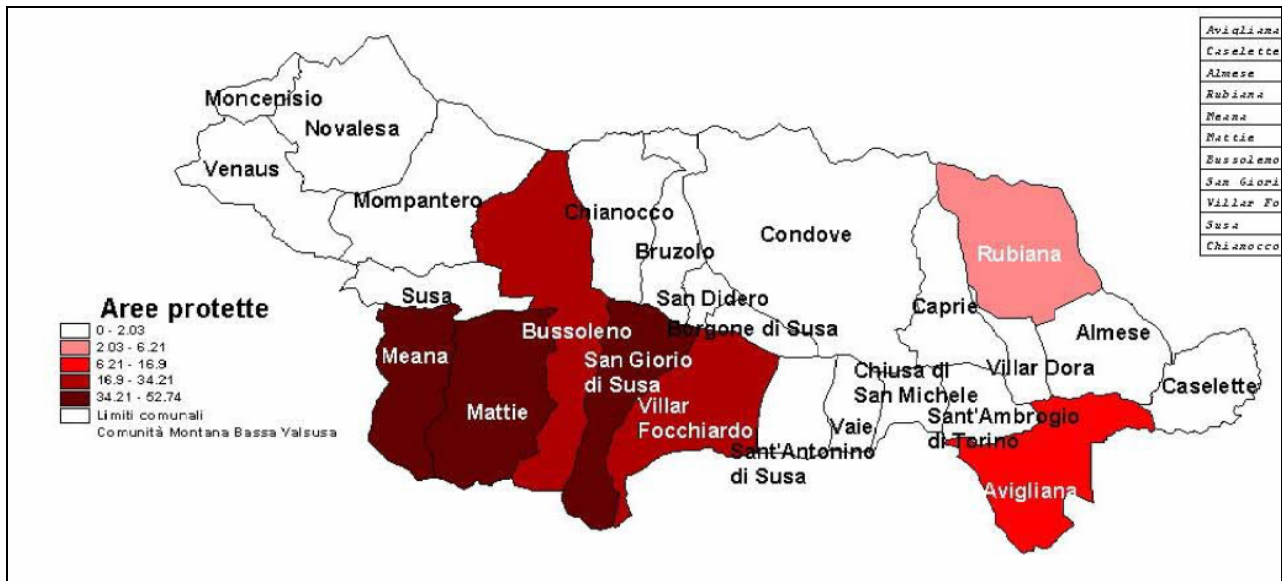 Avigliana
Caselette
Almese
Rubiana
Meana
Mattie
Bussoleno
San Giori
Villar Fo
Susa
Chianocco
Moncenisio
Novalesa
Venaus
Mompantero
Chianocco
Bruzolo
Condove
Rubiana
Susa
San Didero
Caprie
Borgone di Susa
Almese
Bussoleno
Meana
San Giorio
di Susa
Chiusa di
San Michele
Villar Dora
Caselette
Mattie
Villar
Focchiardo
Vaie
Sant'Ambrogio
di Torino
Sant'Antonino
di Susa
Avigliana
Aree protette
0 - 2.03
2.03 - 6.21
6.21 - 16.9
16.9 - 34.21
34.21 - 52.74
Limiti comunali
Comunità Montana Bassa Valsusa